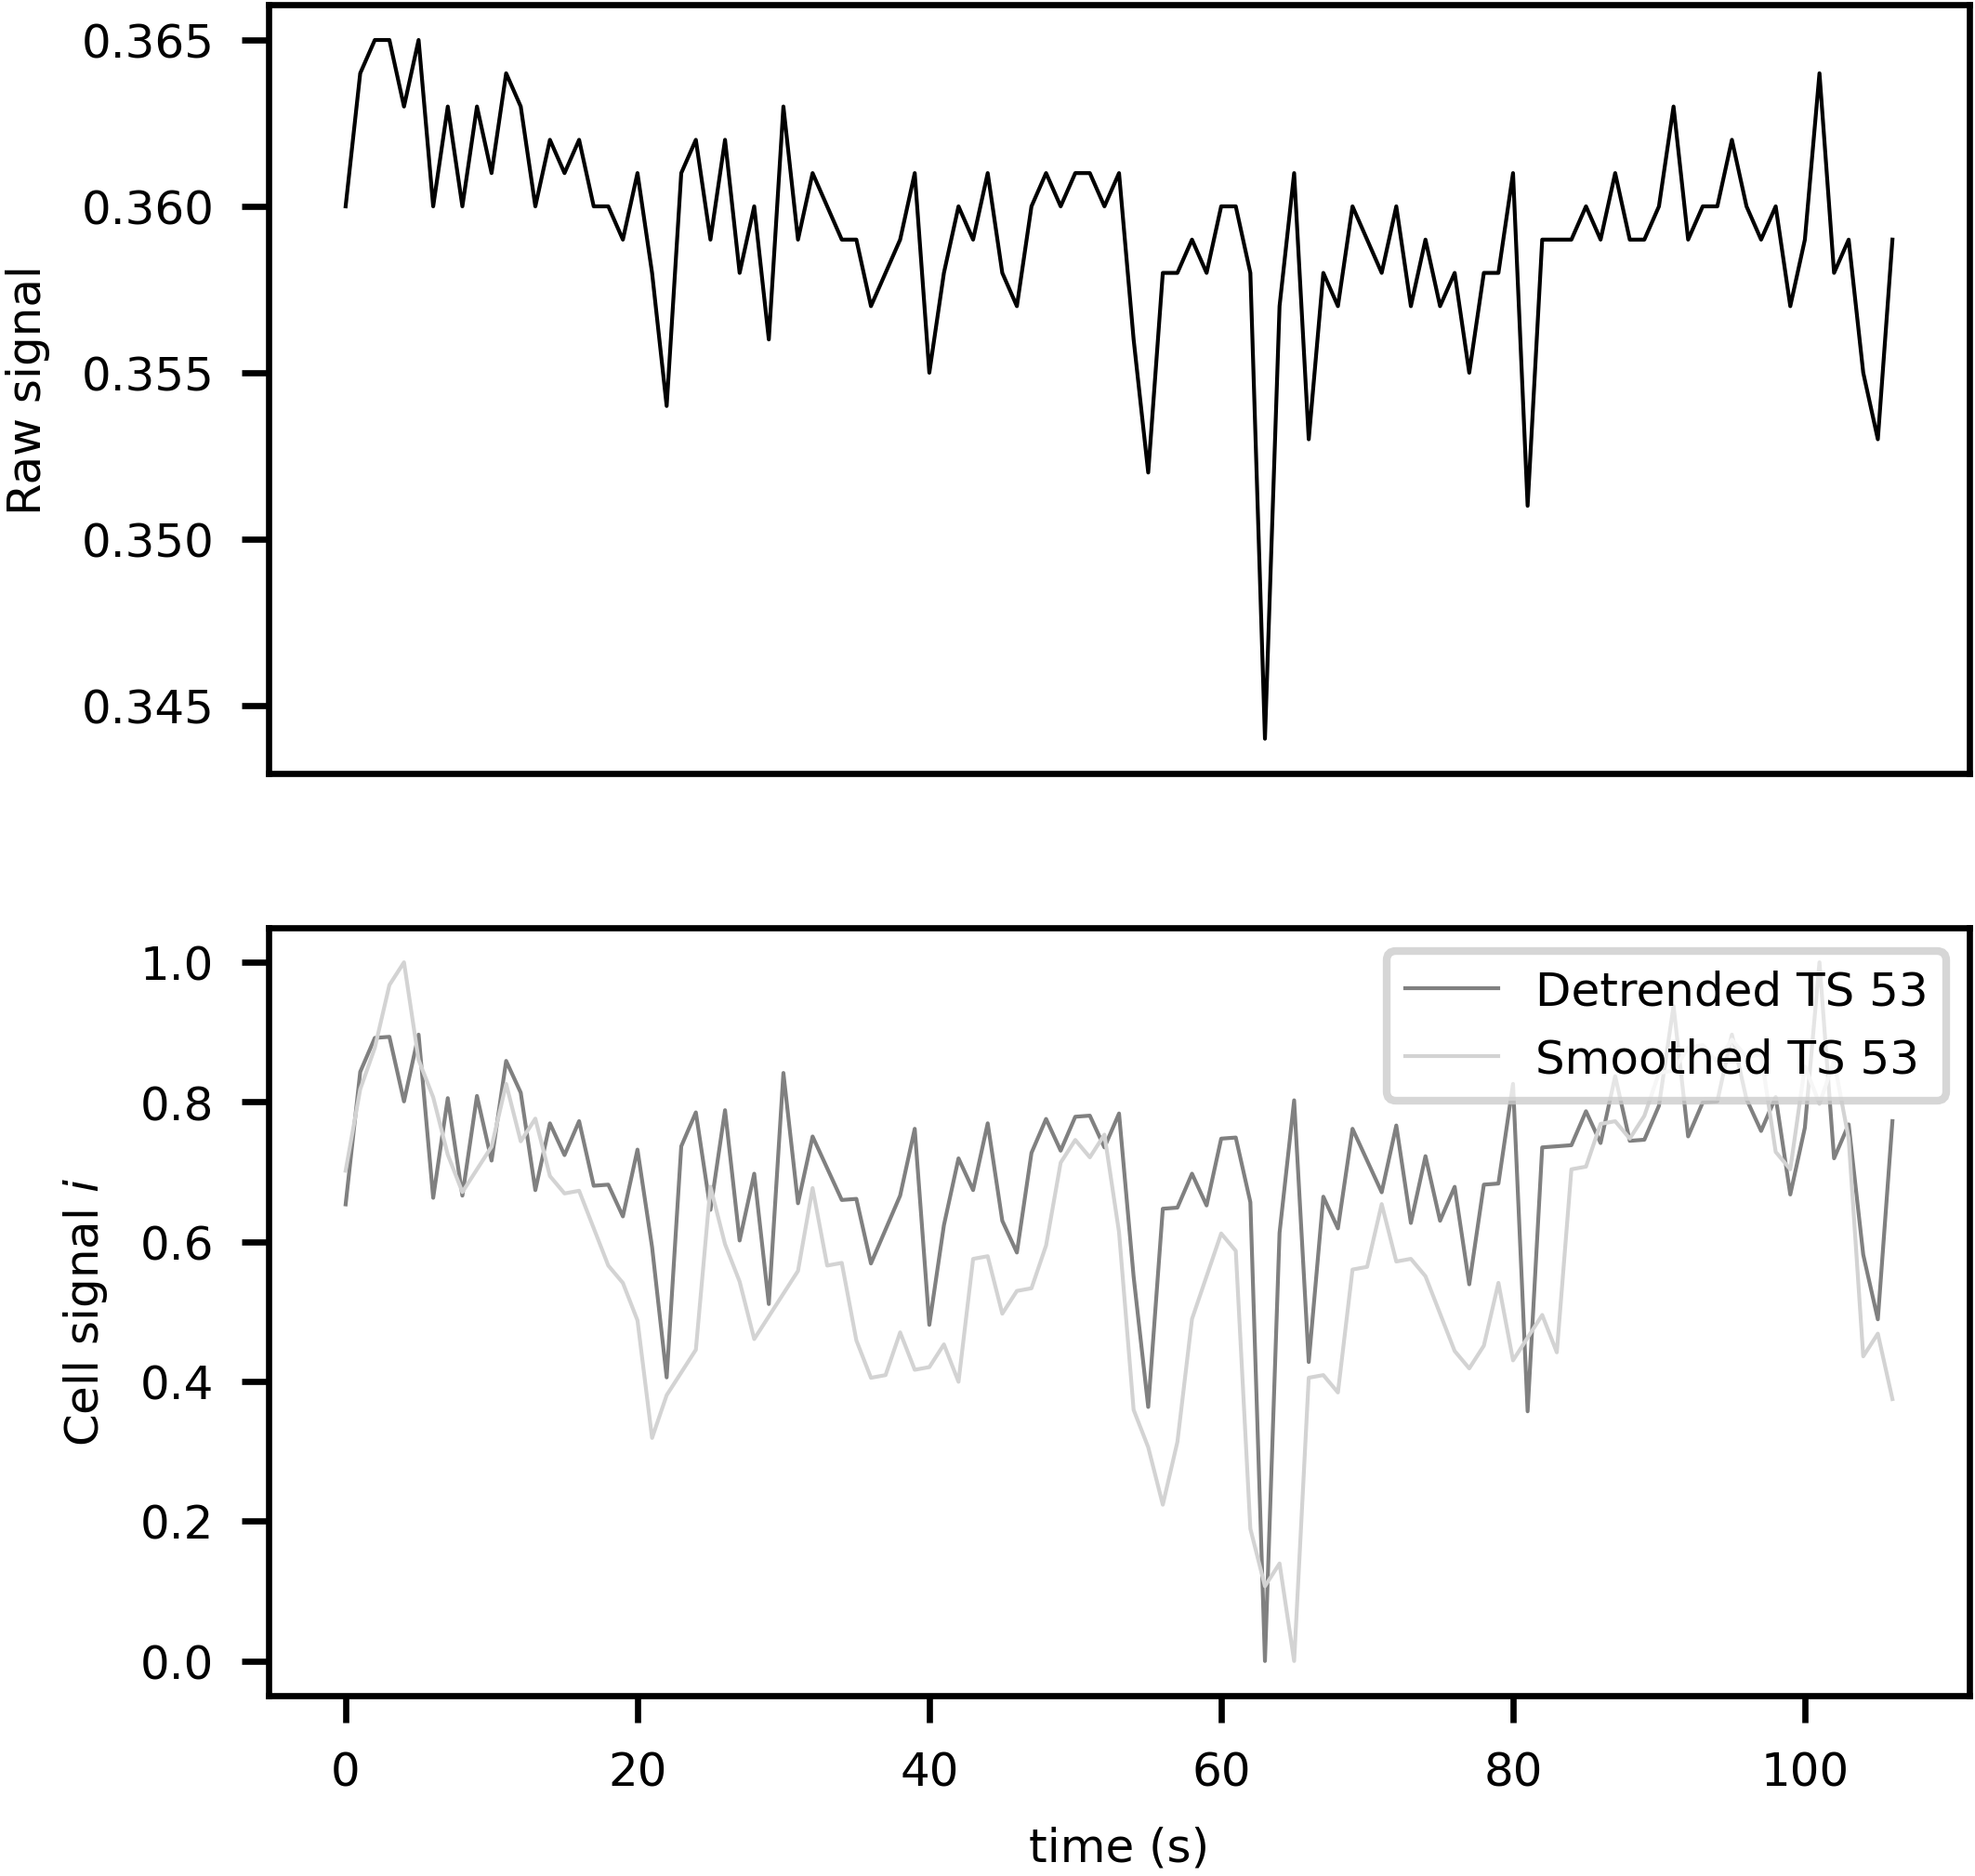 0.365
0.360
0.355
0.350
0.345
Raw signal
1.0
0.8
0.6
0.4
0.2
0.0
Cell signal i
Detrended TS 53
Smoothed TS 53
0 20 40 60 80 100
time (s)